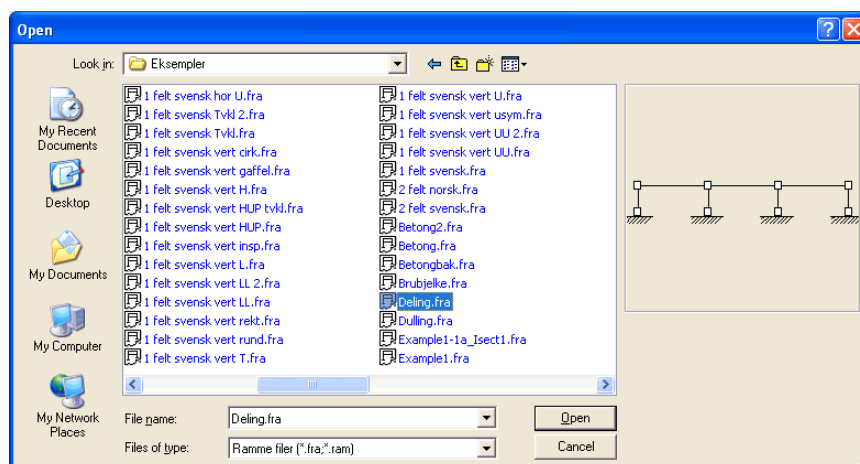 Open
Look in:
Eksempler
My Recent
Documents
Desktop
My Documents
My Computer
My Network
Places
1 felt svensk hor U.fra
1 felt svensk Tvkl 2.fra
1 felt svensk Tvkl.fra
1 felt svensk vert cirk.fra
1 felt svensk vert gaffel.fra
1 felt svensk vert H.fra
1 felt svensk vert HUP tvkl.fra
1 felt svensk vert HUP.fra
1 felt svensk vert insp.fra
1 felt svensk vert L.fra
1 felt svensk vert LL 2.fra
1 felt svensk vert LL.fra
1 felt svensk vert rekt.fra
1 felt svensk vert rund.fra
1 felt svensk vert T.fra
1 felt svensk vert U.fra
1 felt svensk vert usym.fra
1 felt svensk vert UU 2.fra
1 felt svensk vert UU.fra
1 felt svensk.fra
2 felt norsk.fra
2 felt svensk.fra
Betong2.fra
Betong.fra
Betongbak.fra
Brubjelke.fra
Deling.fra
Dulling.fra
Example1-1a_Isect1.fra
Example1.fra
File name:
Deling.fra
Open
Files of type:
Ramme filer (*.fra;*.ram)
Cancel